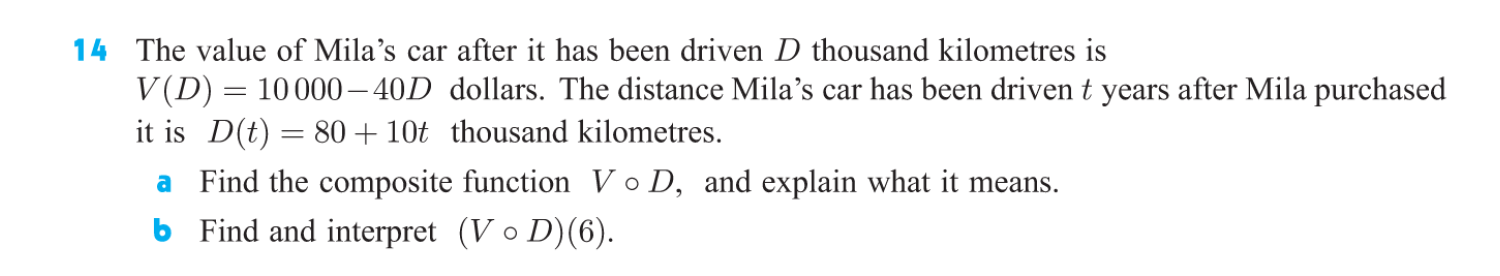 14 The value of Mila's car after it has been driven D thousand kilometres is
V(D) = 10 000 − 40D dollars. The distance Mila's car has been driven t years after Mila purchased
it is D(t) = 80 + 10t thousand kilometres.
a Find the composite function V ∘ D, and explain what it means.
b Find and interpret (V ∘ D)(6).